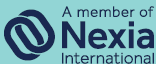 A member of
Nexia
International